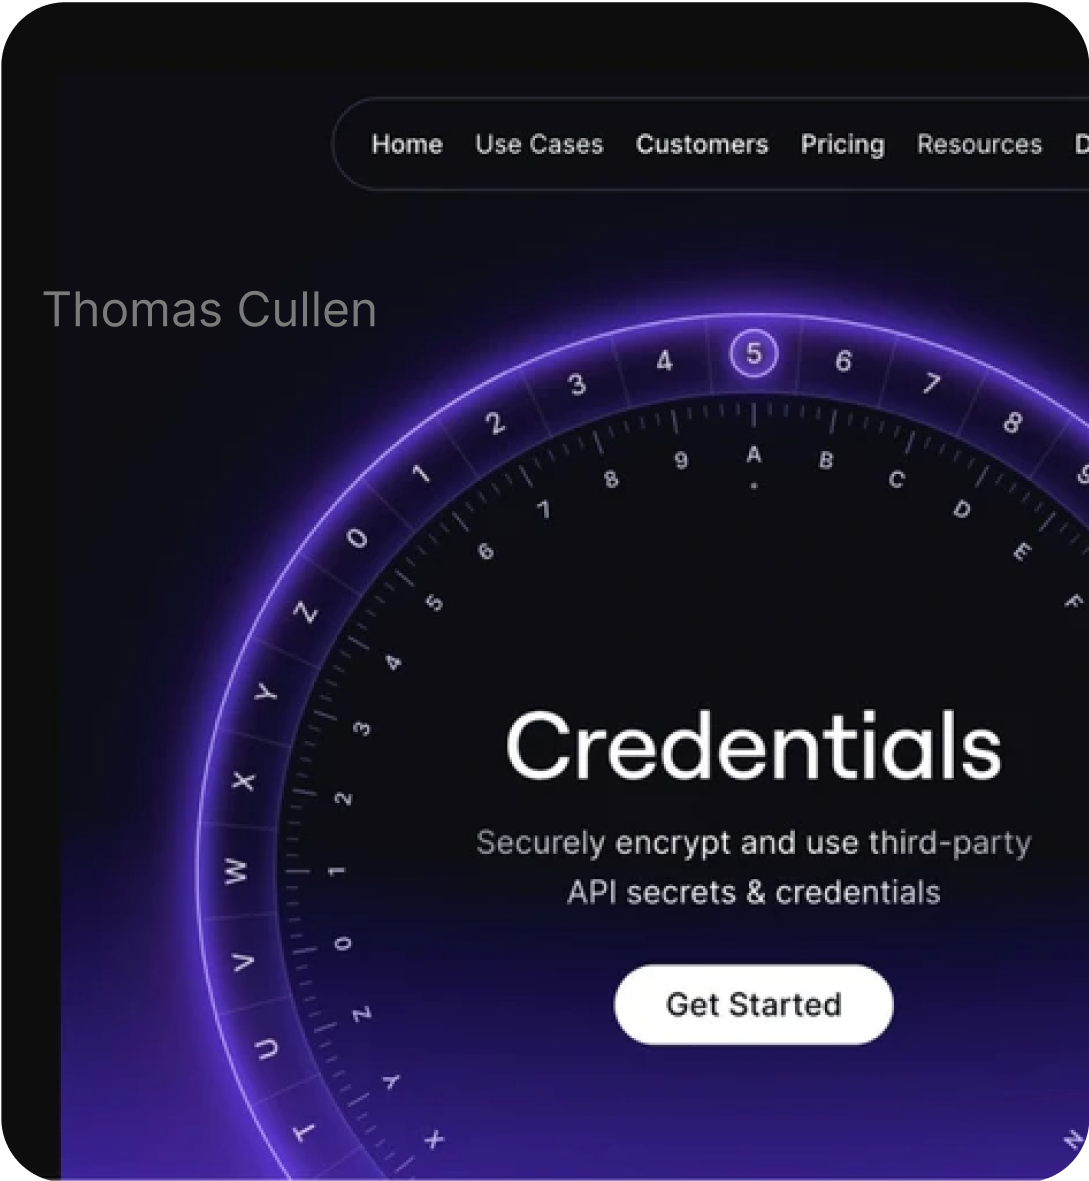 Home Use Cases Customers Pricing Resources
Thomas Cullen
T U V W X Y Z 0 1 2 3 4 5 6 7 8 9
X Y Z 0 1 2 3 4 5 6 7 8 9 A B C D E F
N
Credentials
Securely encrypt and use third-party
API secrets & credentials
Get Started